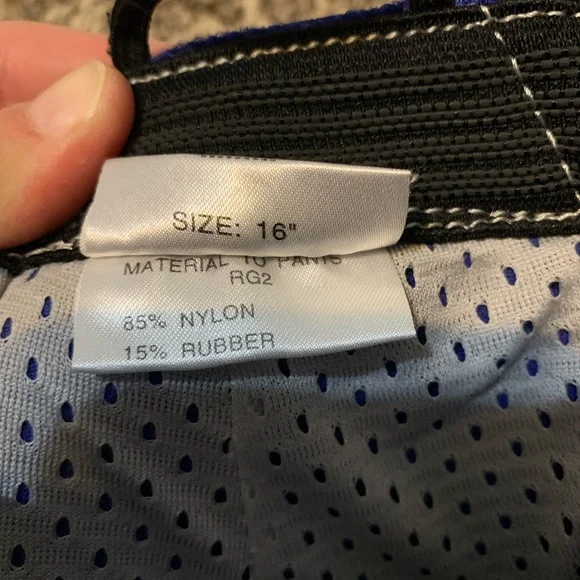 SIZE: 16"
MATERIAL TO PANTS
RG2
85% NYLON
15% RUBBER